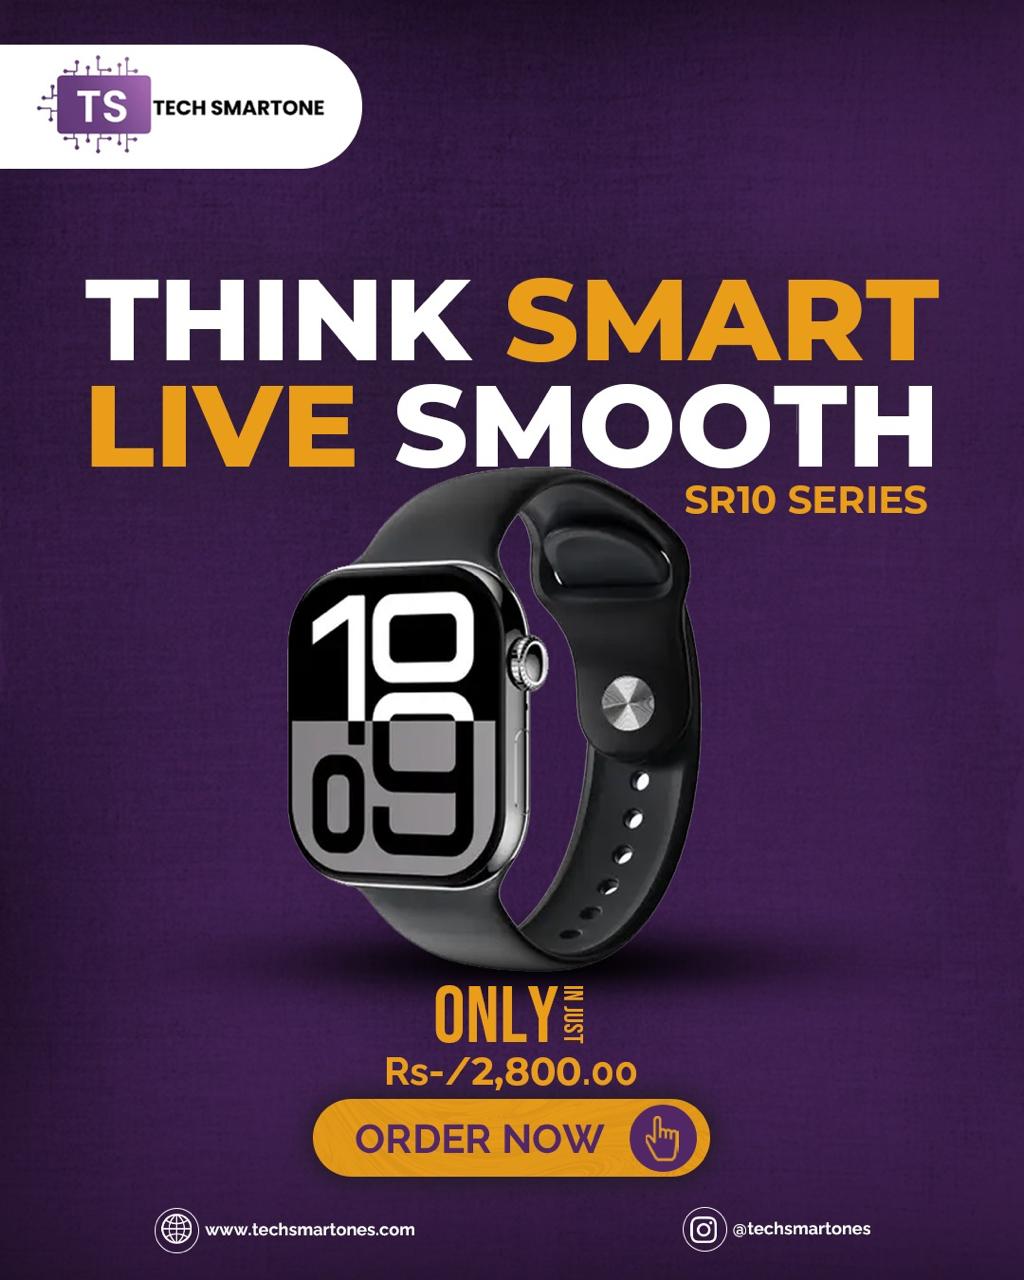 TS TECH SMARTONE
THINK SMART
LIVE SMOOTH
SR10 SERIES
10
09
ONLY IN JUST
Rs-/2,800.00
ORDER NOW
www.techsmartones.com @techsmartones